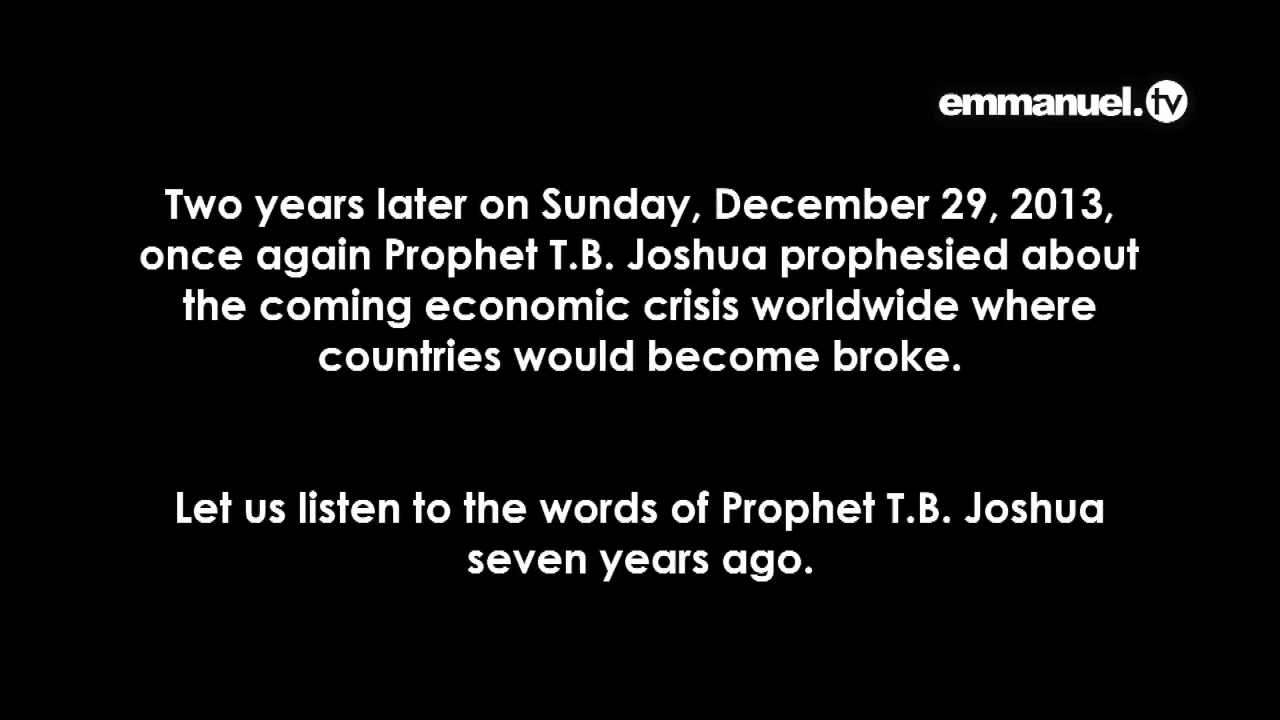 emmanuel.tv
Two years later on Sunday, December 29, 2013,
once again Prophet T.B. Joshua prophesied about
the coming economic crisis worldwide where
countries would become broke.
Let us listen to the words of Prophet T.B. Joshua
seven years ago.